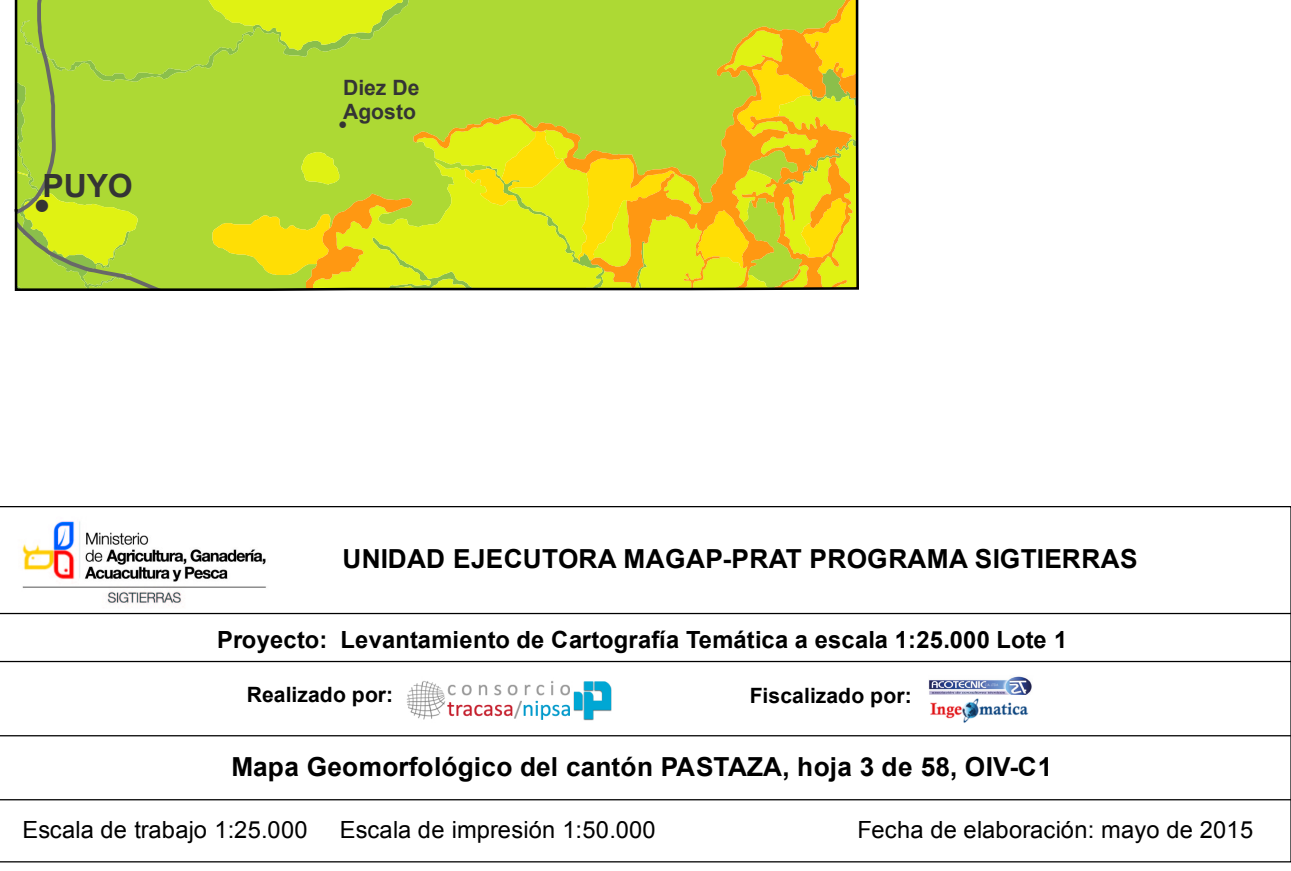 Diez De
Agosto
PUYO
Ministerio
de Agricultura, Ganadería,
Acuacultura y Pesca
SIGTIERRAS
UNIDAD EJECUTORA MAGAP-PRAT PROGRAMA SIGTIERRAS
Proyecto: Levantamiento de Cartografía Temática a escala 1:25.000 Lote 1
Realizado por: consorcio tracasa/nipsa
Fiscalizado por: ACOTECNIC Ingeomatica
Mapa Geomorfológico del cantón PASTAZA, hoja 3 de 58, OIV-C1
Escala de trabajo 1:25.000 Escala de impresión 1:50.000 Fecha de elaboración: mayo de 2015